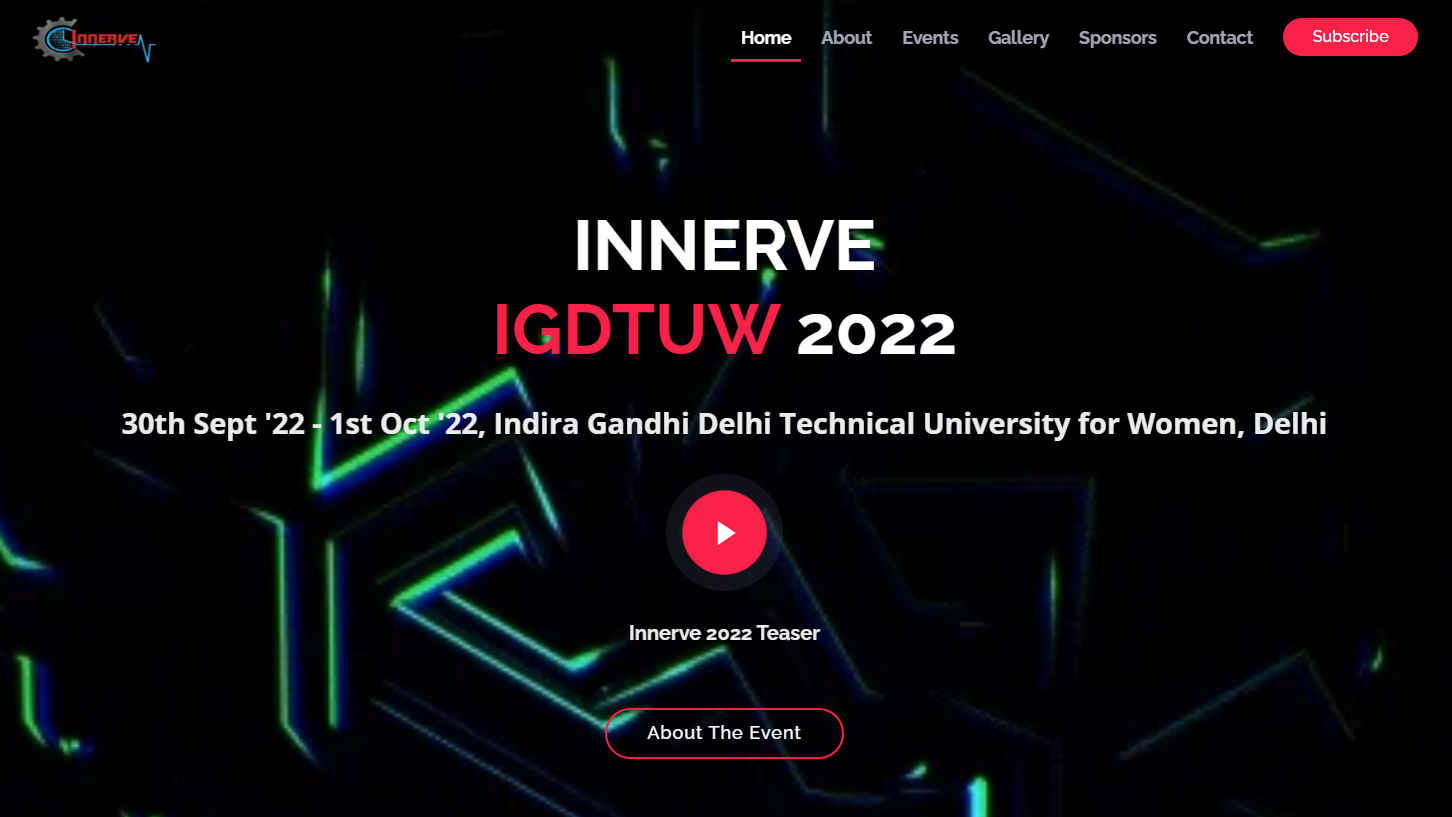 INNERVE
Home About Events Gallery Sponsors Contact Subscribe
INNERVE
IGDTUW 2022
30th Sept '22 - 1st Oct '22, Indira Gandhi Delhi Technical University for Women, Delhi
Innerve 2022 Teaser
About The Event